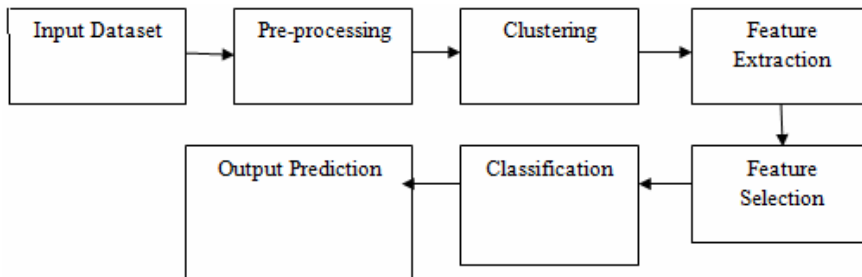 Input Dataset
Pre-processing
Clustering
Feature
Extraction
Feature
Selection
Classification
Output Prediction